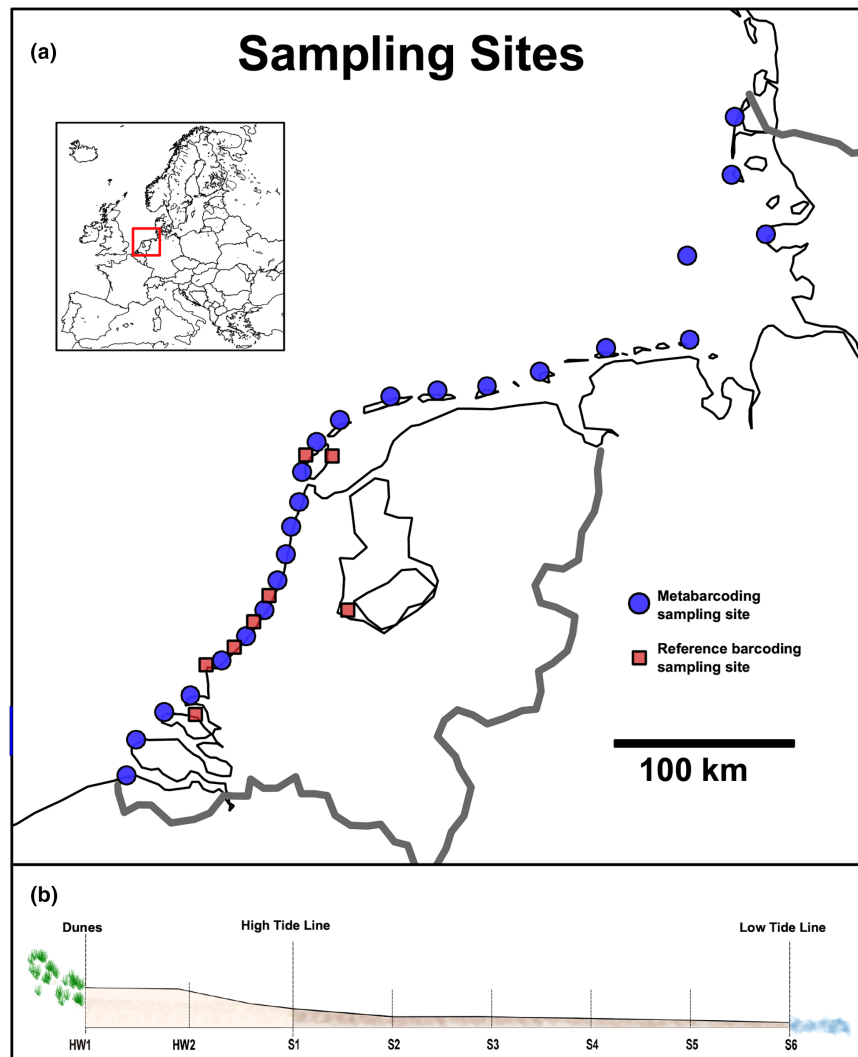 (a)
Sampling Sites
Metabarcoding
sampling site
Reference barcoding
sampling site
100 km
(b)
Dunes
High Tide Line
Low Tide Line
HW1
HW2
S1
S2
S3
S4
S5
S6